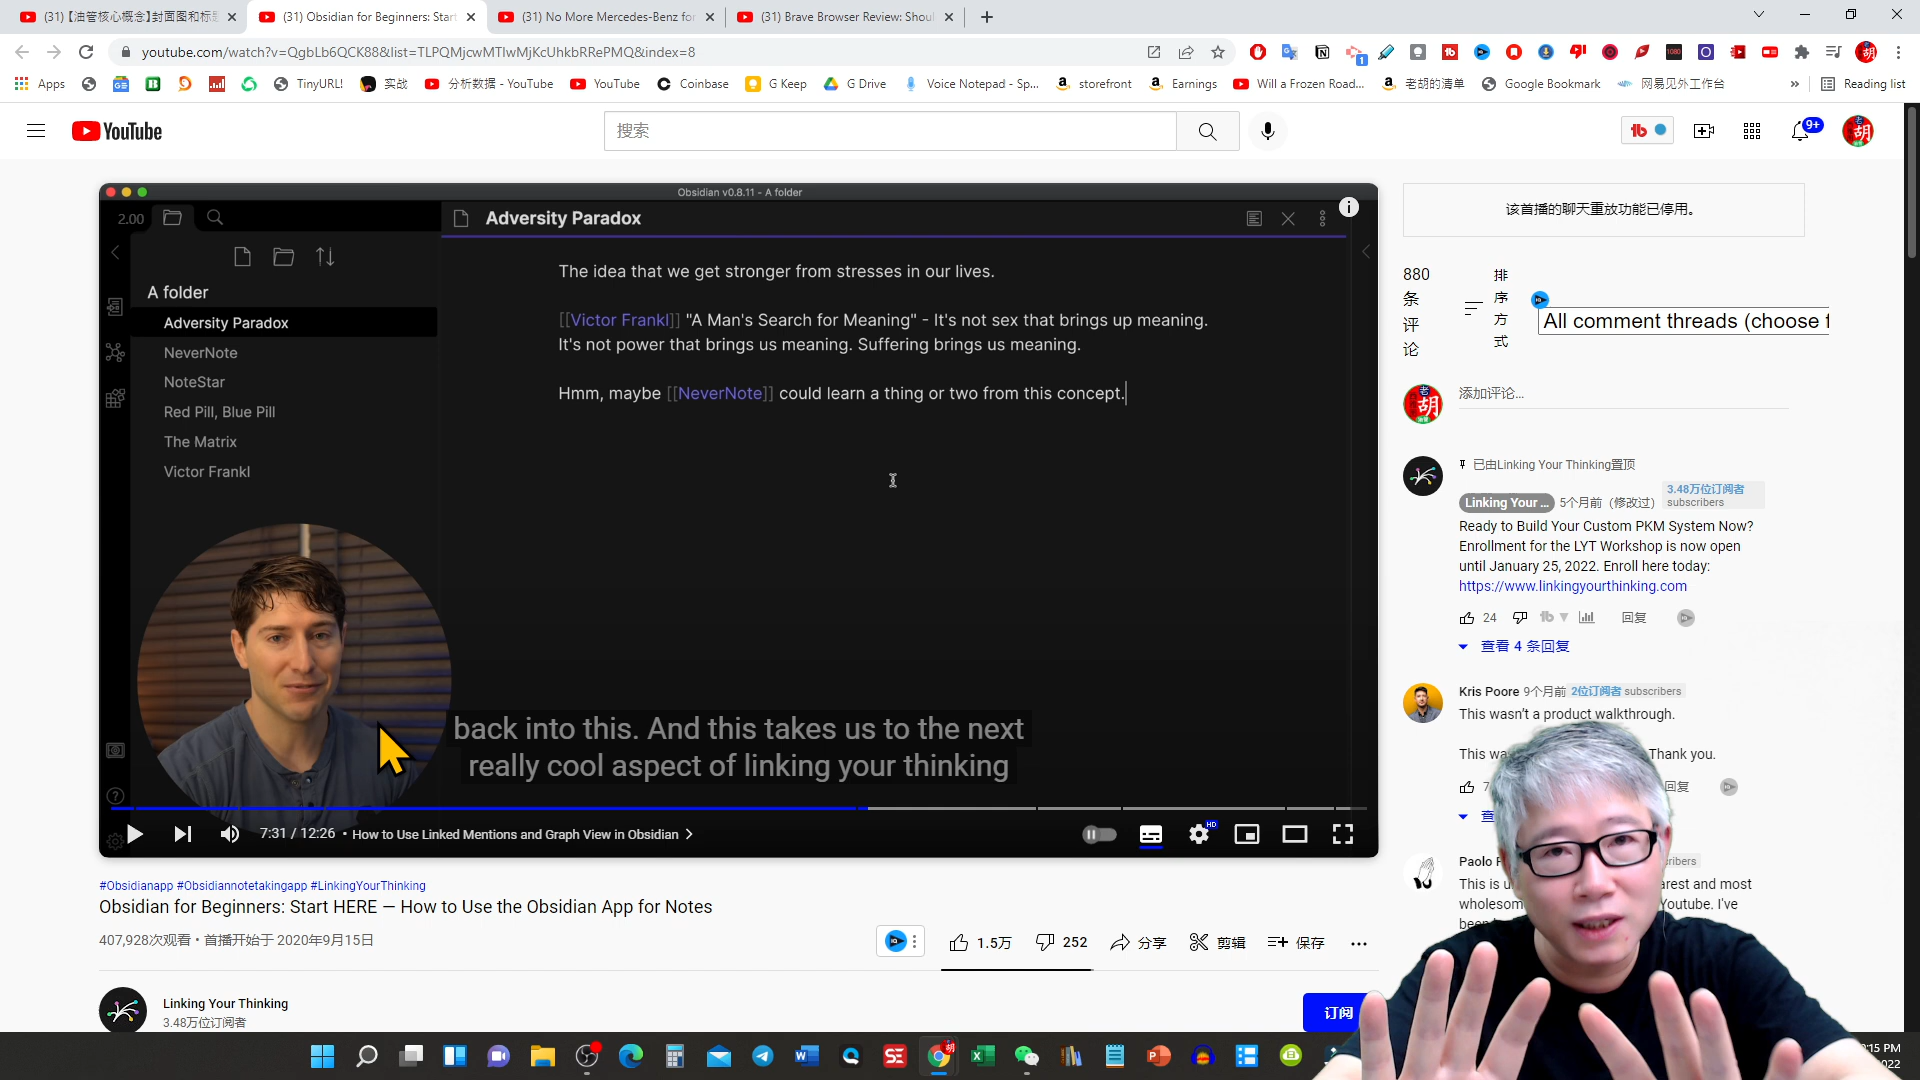 (31)【油管核心概念】封面图和标题
(31) Obsidian for Beginners: Start
(31) No More Mercedes-Benz for
(31) Brave Browser Review: Shoul
youtube.com/watch?v=QgbLb6QCK88&list=TLPQMjcwMTIwMjKcUhkbRRePMQ&index=8
Apps
TinyURL!
实战
分析数据 - YouTube
YouTube
Coinbase
G Keep
G Drive
Voice Notepad - Sp...
storefront
Earnings
Will a Frozen Road...
老胡的清单
Google Bookmark
网易见外工作台
»
Reading list
YouTube
搜索
9+
Obsidian v0.8.11 - A folder
2.00
Adversity Paradox
A folder
Adversity Paradox
NeverNote
NoteStar
Red Pill, Blue Pill
The Matrix
Victor Frankl
The idea that we get stronger from stresses in our lives.
[[Victor Frankl]] "A Man's Search for Meaning" - It's not sex that brings up meaning.
It's not power that brings us meaning. Suffering brings us meaning.
Hmm, maybe [[NeverNote]] could learn a thing or two from this concept.
back into this. And this takes us to the next
really cool aspect of linking your thinking
7:31 / 12:26 • How to Use Linked Mentions and Graph View in Obsidian
HD
#Obsidianapp #Obsidiannotetakingapp #LinkingYourThinking
Obsidian for Beginners: Start HERE — How to Use the Obsidian App for Notes
407,928次观看 • 首播开始于 2020年9月15日
1.5万
252
分享
剪辑
保存
Linking Your Thinking
3.48万位订阅者
订阅
该首播的聊天重放功能已停用。
880
条
评
论
排
序
方
式
All comment threads (choose
添加评论...
已由Linking Your Thinking置顶
Linking Your ... 5个月前（修改过） 3.48万位订阅者
subscribers
Ready to Build Your Custom PKM System Now?
Enrollment for the LYT Workshop is now open
until January 25, 2022. Enroll here today:
https://www.linkingyourthinking.com
24
回复
查看 4 条回复
Kris Poore 9个月前 2位订阅者 subscribers
This wasn't a product walkthrough.
This wa
Thank you.
7
回复
查
Paolo
This is u
wholesom
Youtube. I've
15 PM
022